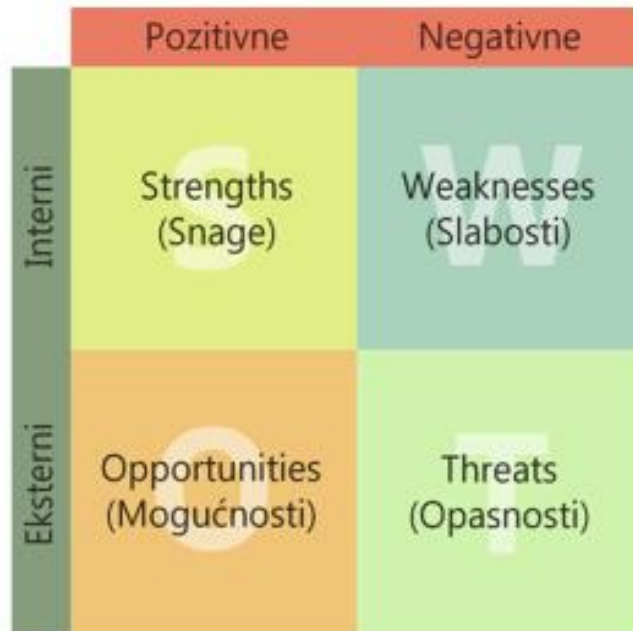 Pozitivne
Negativne
Interni
S
Strengths
(Snage)
W
Weaknesses
(Slabosti)
Eksterni
O
Opportunities
(Mogućnosti)
T
Threats
(Opasnosti)